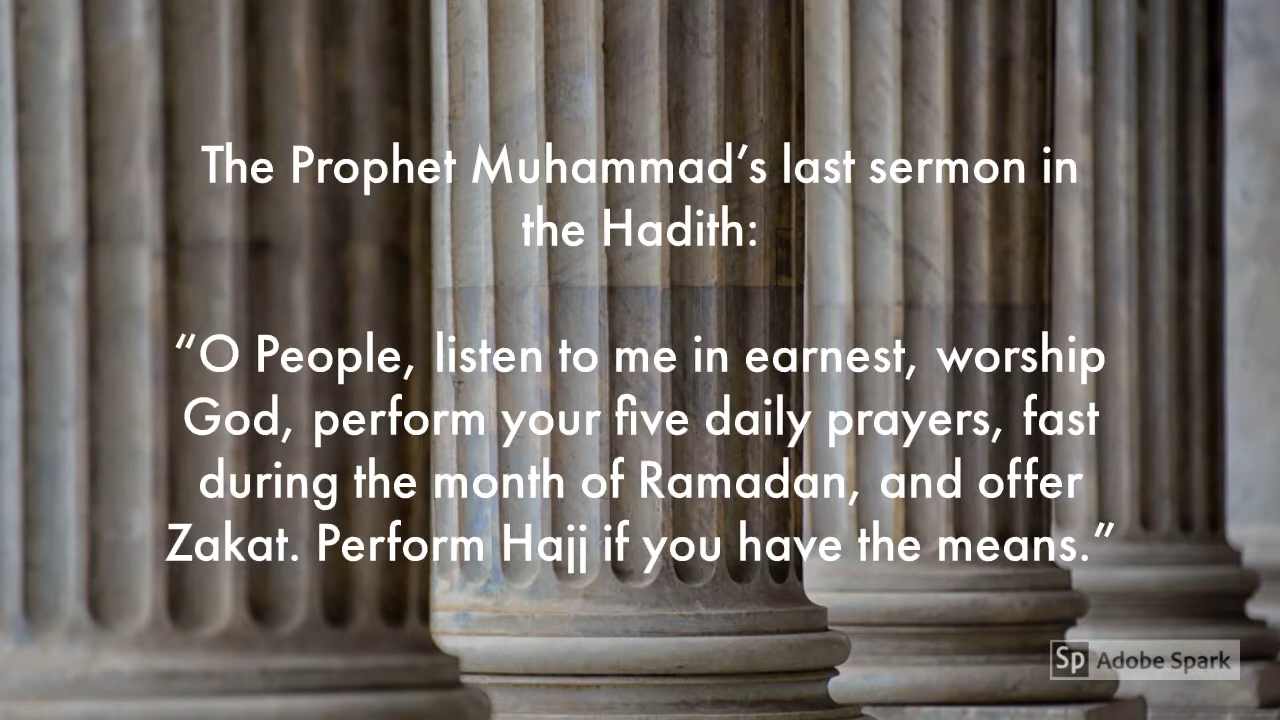 The Prophet Muhammad’s last sermon in
the Hadith:
“O People, listen to me in earnest, worship
God, perform your five daily prayers, fast
during the month of Ramadan, and offer
Zakat. Perform Hajj if you have the means.”
Sp Adobe Spark